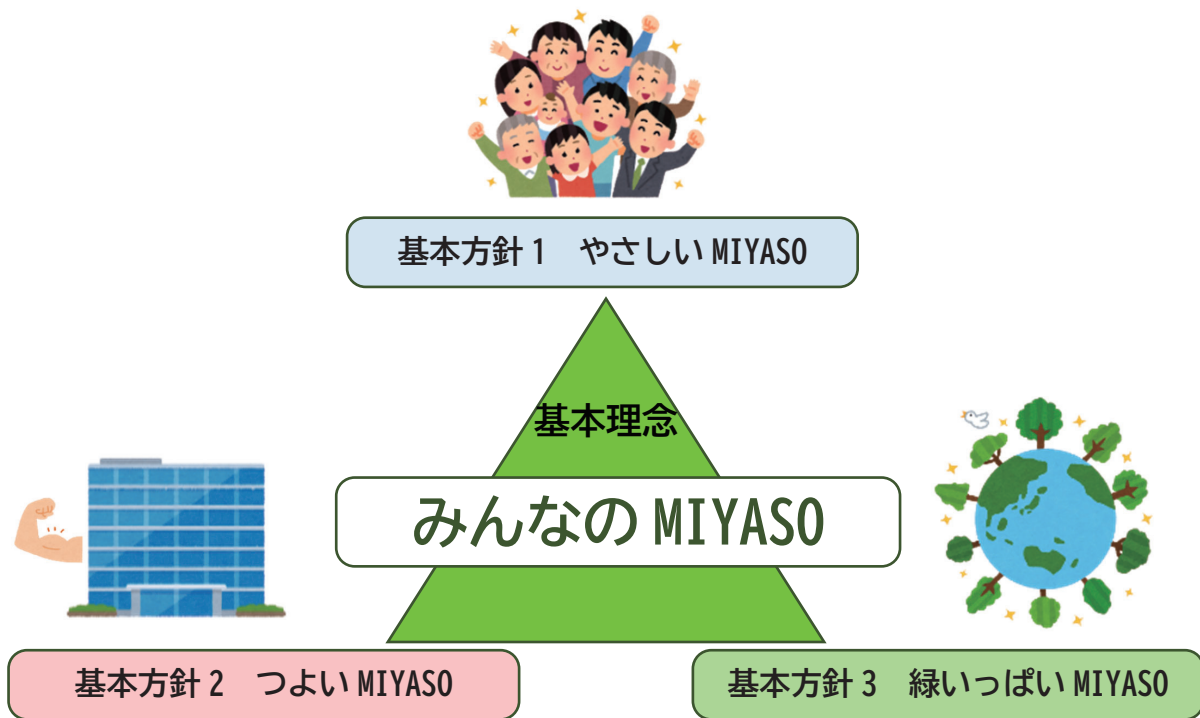 基本方針1　やさしいMIYASO
基本理念
みんなのMIYASO
基本方針2　つよいMIYASO
基本方針3　緑いっぱいMIYASO